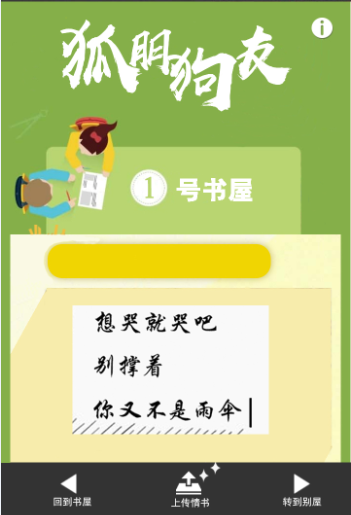 狐朋狗友
1号书屋
想哭就哭吧
别撑着
你又不是雨伞
回到书屋
上传情书
转到别屋